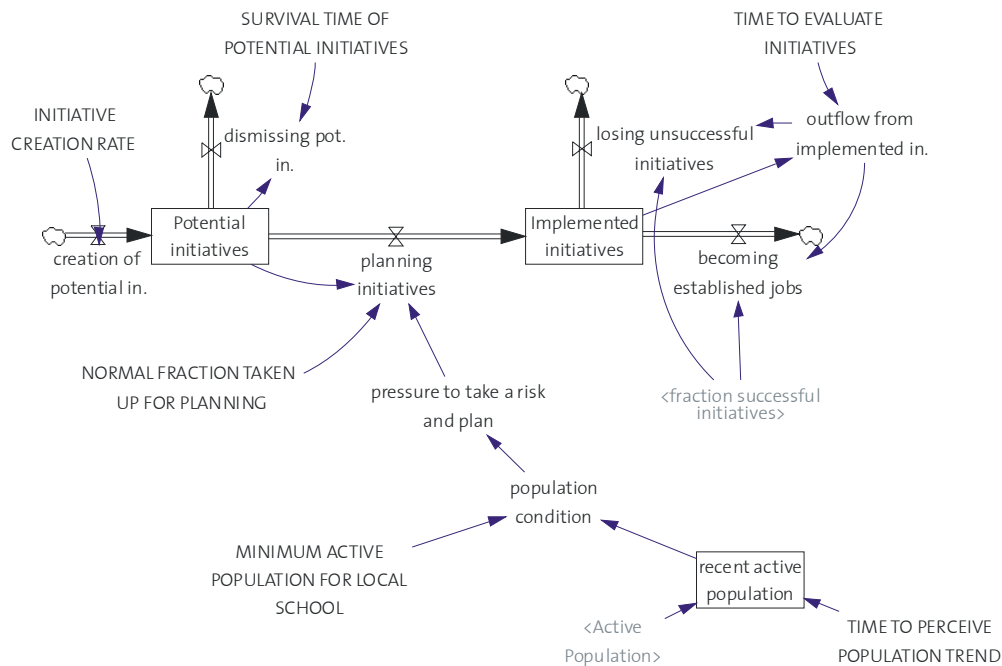 SURVIVAL TIME OF
POTENTIAL INITIATIVES
TIME TO EVALUATE
INITIATIVES
INITIATIVE
CREATION RATE
dismissing pot.
in.
losing unsuccessful
initiatives
outflow from
implemented in.
Potential
initiatives
Implemented
initiatives
creation of
potential in.
planning
initiatives
becoming
established jobs
NORMAL FRACTION TAKEN
UP FOR PLANNING
pressure to take a risk
and plan
<fraction successful
initiatives>
population
condition
MINIMUM ACTIVE
POPULATION FOR LOCAL
SCHOOL
recent active
population
<Active
Population>
TIME TO PERCEIVE
POPULATION TREND